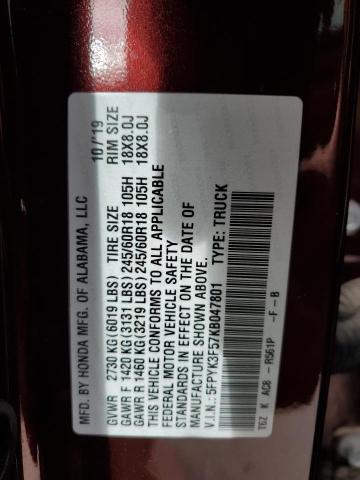 MFD. BY HONDA MFG. OF ALABAMA, LLC 10/'19
GVWR 2730 KG (6019 LBS) TIRE SIZE RIM SIZE
GAWR F 1420 KG (3131 LBS) 245/60R18 105H 18X8.0J
GAWR R 1460 KG (3219 LBS) 245/60R18 105H 18X8.0J
THIS VEHICLE CONFORMS TO ALL APPLICABLE
FEDERAL MOTOR VEHICLE SAFETY
STANDARDS IN EFFECT ON THE DATE OF
MANUFACTURE SHOWN ABOVE.
V.I.N.: 5FPYK3F57KB047801 TYPE: TRUCK
T6Z K AC8 - R561P -F - B